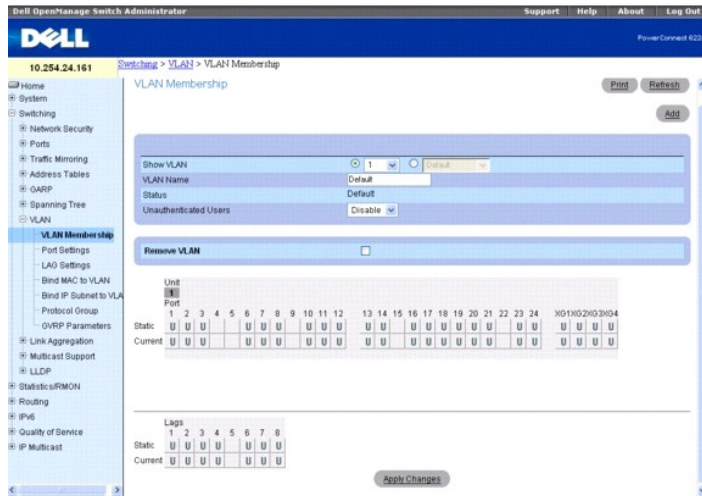 Dell OpenManage Switch Administrator
Support Help About Log Out
DELL
PowerConnect 622
10.254.24.161
Switching > VLAN > VLAN Membership
Home
System
Switching
Network Security
Ports
Traffic Mirroring
Address Tables
GARP
Spanning Tree
VLAN
VLAN Membership
Port Settings
LAG Settings
Bind MAC to VLAN
Bind IP Subnet to VLA
Protocol Group
GVRP Parameters
Link Aggregation
Multicast Support
LLDP
Statistics/RMON
Routing
IPv6
Quality of Service
IP Multicast
VLAN Membership
Print Refresh
Add
Show VLAN 1 Default
VLAN Name Default
Status Default
Unauthenticated Users Disable
Remove VLAN
Unit
1
Port
1 2 3 4 5 6 7 8 9 10 11 12 13 14 15 16 17 18 19 20 21 22 23 24 XG1XG2XG3XG4
Static U U U U U U U U U U U U U U U U U U U U U U U
Current U U U U U U U U U U U U U U U U U U U U U U U
Lags
1 2 3 4 5 6 7 8
Static U U U U U U U
Current U U U U U U U
Apply Changes